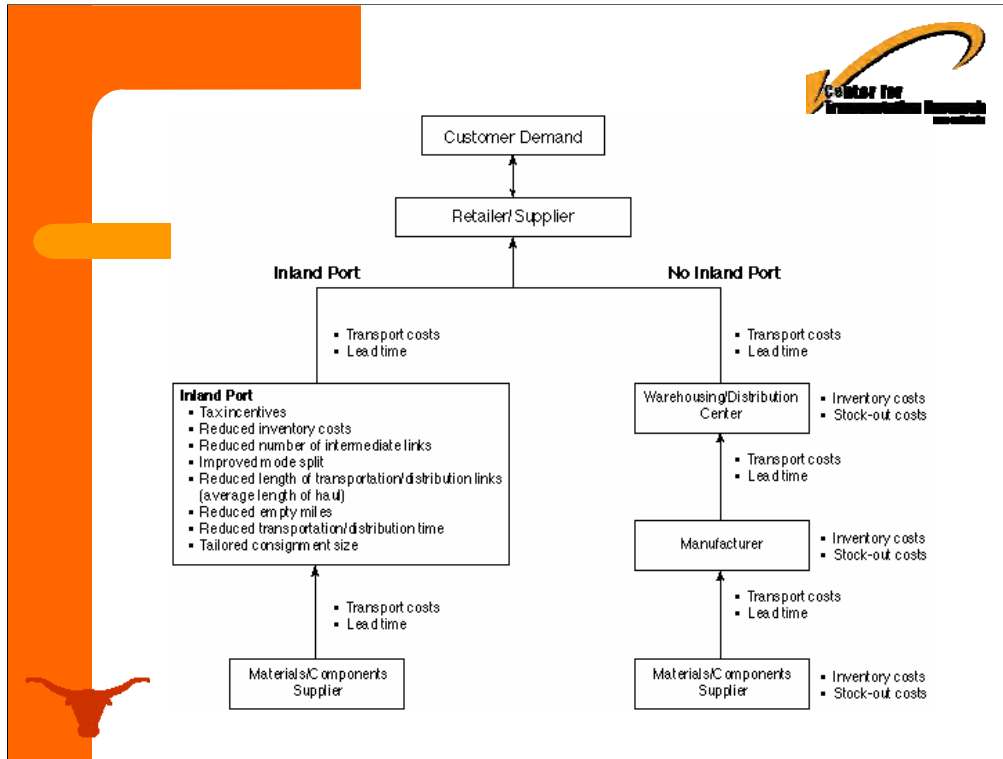 Center for
Transportation Research
Customer Demand
Retailer/Supplier
Inland Port
No Inland Port
▪ Transport costs
▪ Lead time
▪ Transport costs
▪ Lead time
Inland Port
▪ Tax incentives
▪ Reduced inventory costs
▪ Reduced number of intermediate links
▪ Improved mode split
▪ Reduced length of transportation/distribution links
(average length of haul)
▪ Reduced empty miles
▪ Reduced transportation/distribution time
▪ Tailored consignment size
Warehousing/Distribution
Center
▪ Inventory costs
▪ Stock-out costs
▪ Transport costs
▪ Lead time
Manufacturer
▪ Inventory costs
▪ Stock-out costs
▪ Transport costs
▪ Lead time
▪ Transport costs
▪ Lead time
Materials/Components
Supplier
Materials/Components
Supplier
▪ Inventory costs
▪ Stock-out costs